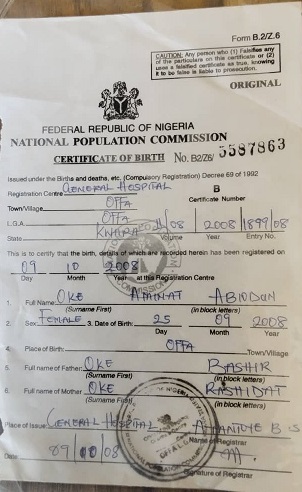 Form B.2/Z.6
CAUTION: Any person who (1) Falsifies any
of the particulars on this certificate or (2)
uses a falsified certificate as true, knowing
it to be false is liable to prosecution.
ORIGINAL
FEDERAL REPUBLIC OF NIGERIA
NATIONAL POPULATION COMMISSION
CERTIFICATE OF BIRTH No. B2/Z6/ 5587863
Issued under the Births and deaths, etc. (Compulsory Registration) Decree 69 of 1992
Registration Centre GENERAL HOSPITAL B
Certificate Number
Town/Village OFFA
L.G.A OFFA
State KWARA /08 2008 1899/08
Volume Year Entry No.
This is to certify that the birth, details of which are recorded herein has been registered on
09 10 2008 at this Registration Centre
Day Month Year
1. Full Name: OKE AMINAT ABIODUN
(Surname First) (in block letters)
2. Sex: FEMALE 3. Date of Birth: 25 09 2008
Day Month Year
4. Place of Birth: OFFA Town/Village
5. Full name of Father: OKE BASHIR
(Surname First) (in block letters)
6. Full name of Mother OKE RASHIDAT
(Surname First) (in block letters)
Place of Issue: GENERAL HOSPITAL
Name of Registrar
Date: 09/10/08
Signature of Registrar